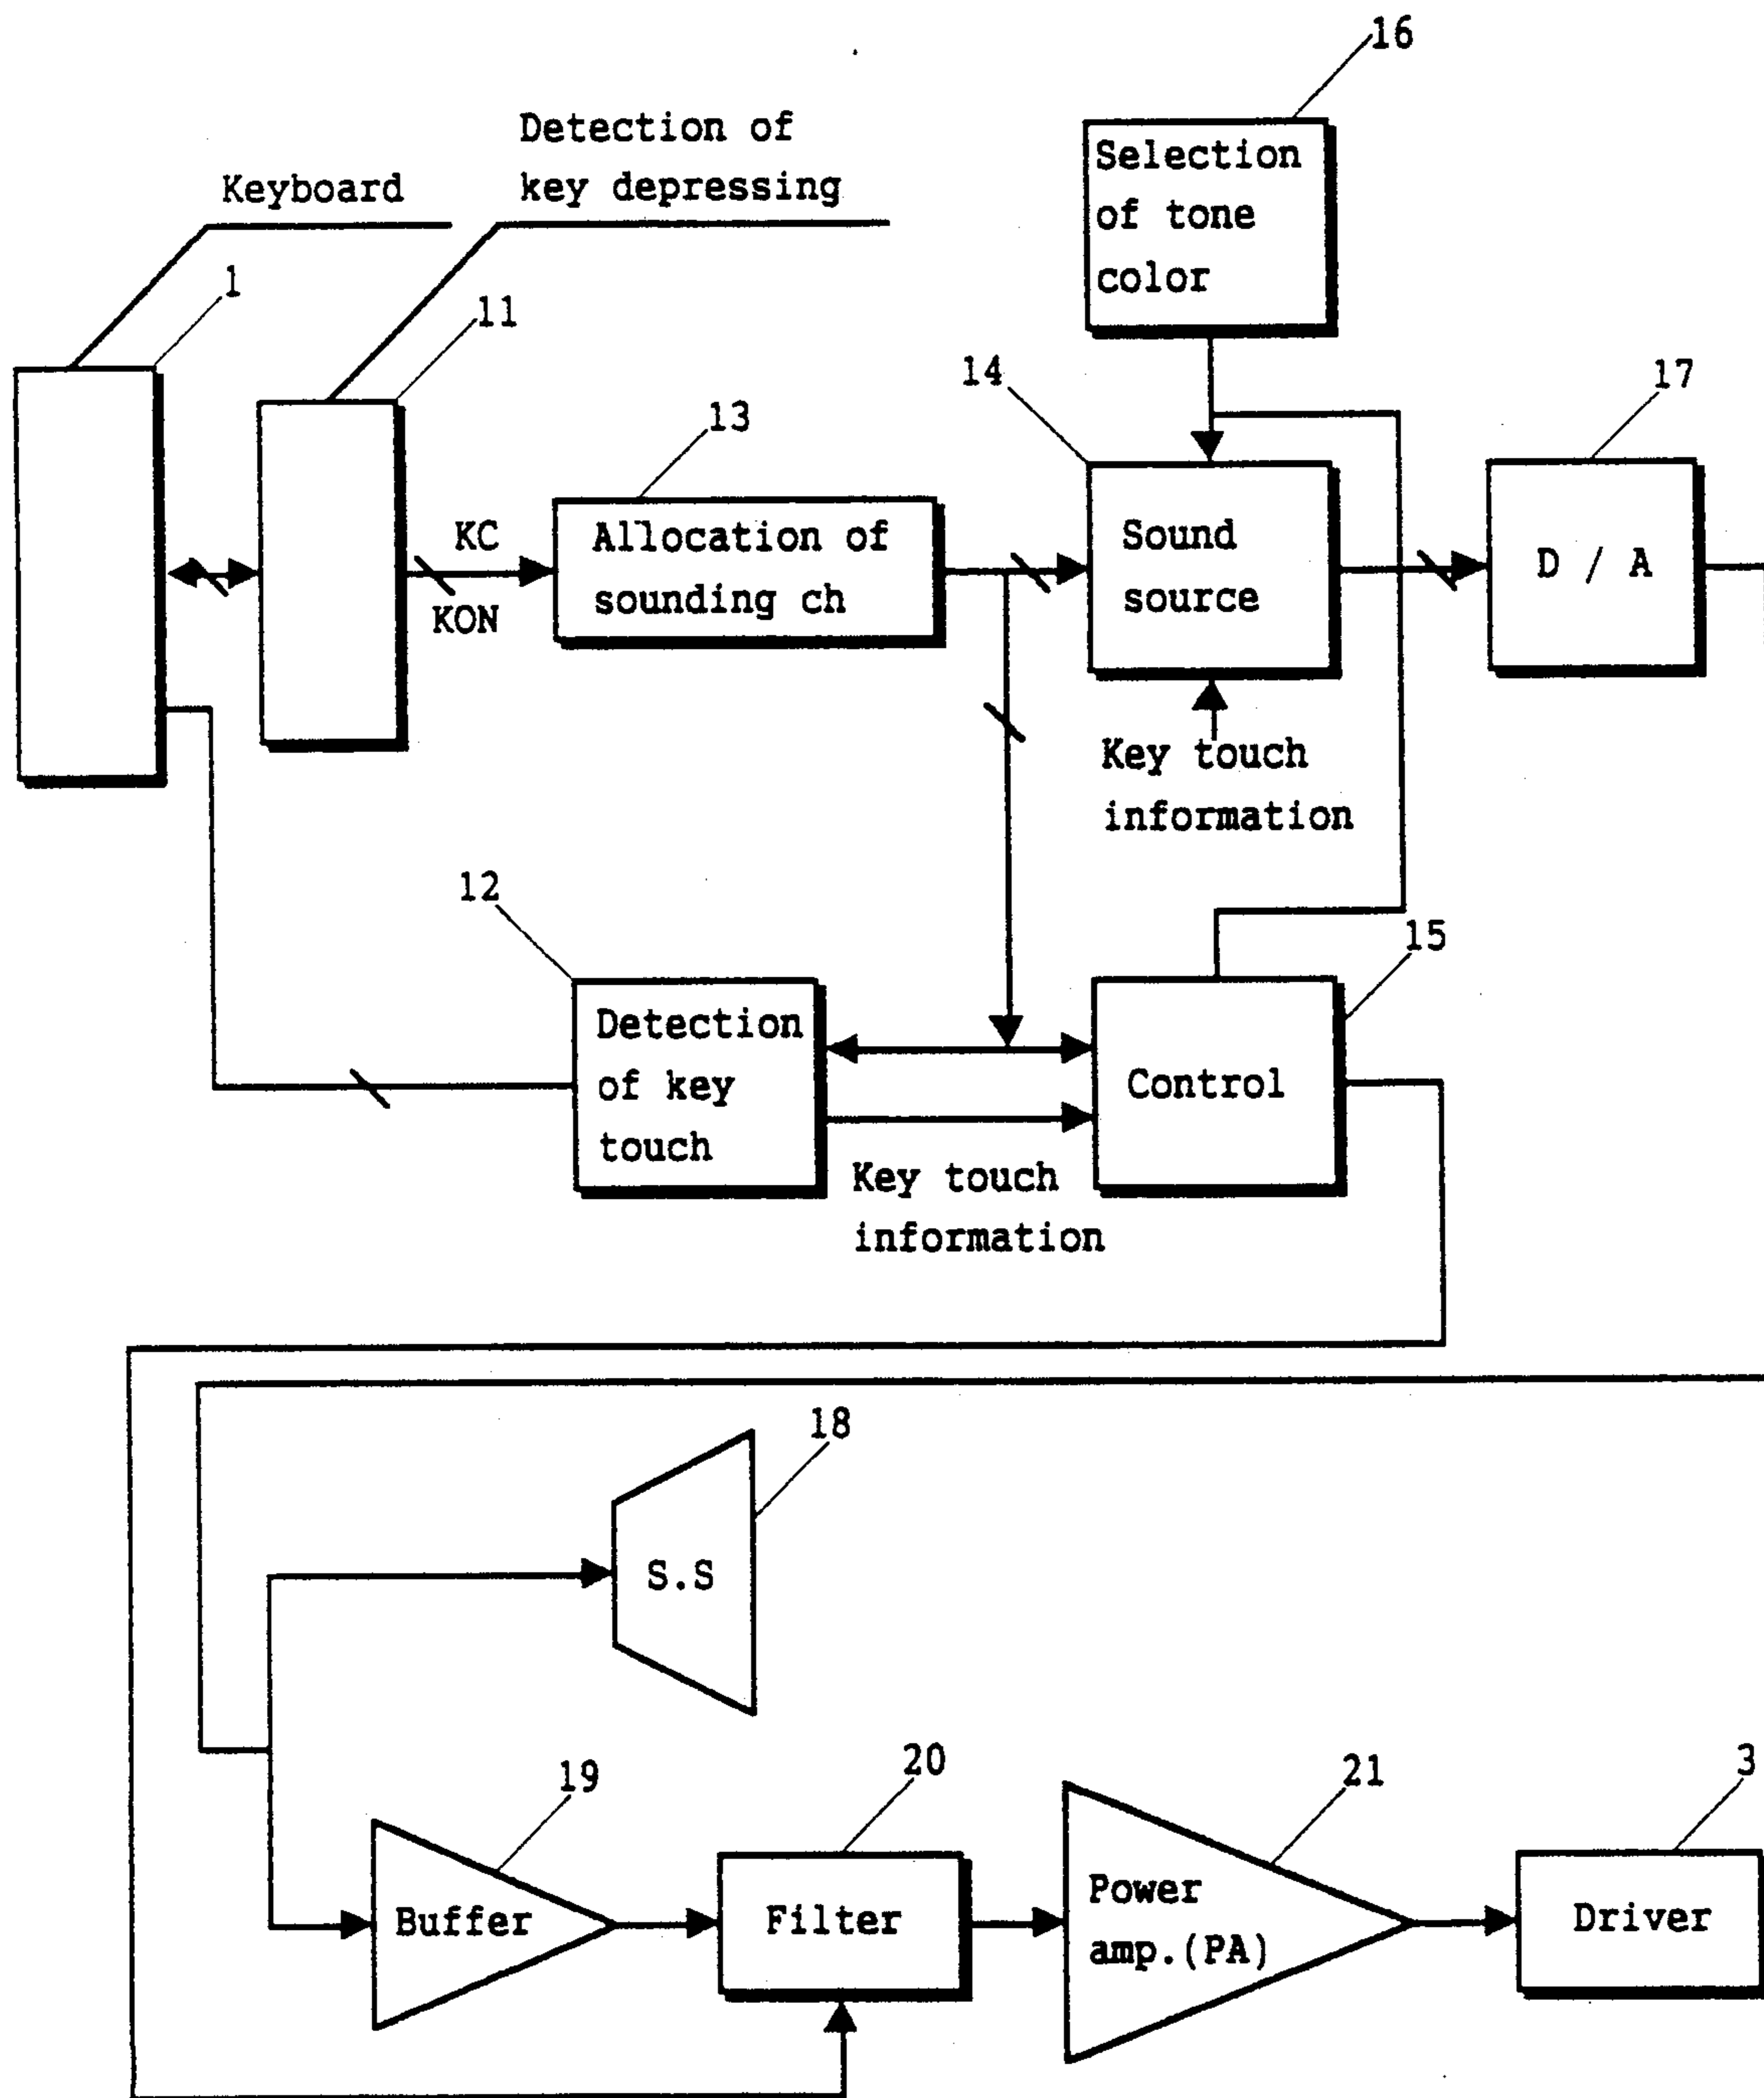 16
Detection of
key depressing
Keyboard
Selection
of tone
color
1
11
14
17
13
KC
KON
Allocation of
sounding ch
Sound
source
D / A
Key touch
information
12
15
Detection
of key
touch
Control
Key touch
information
18
S.S
19
20
21
3
Buffer
Filter
Power
amp.(PA)
Driver